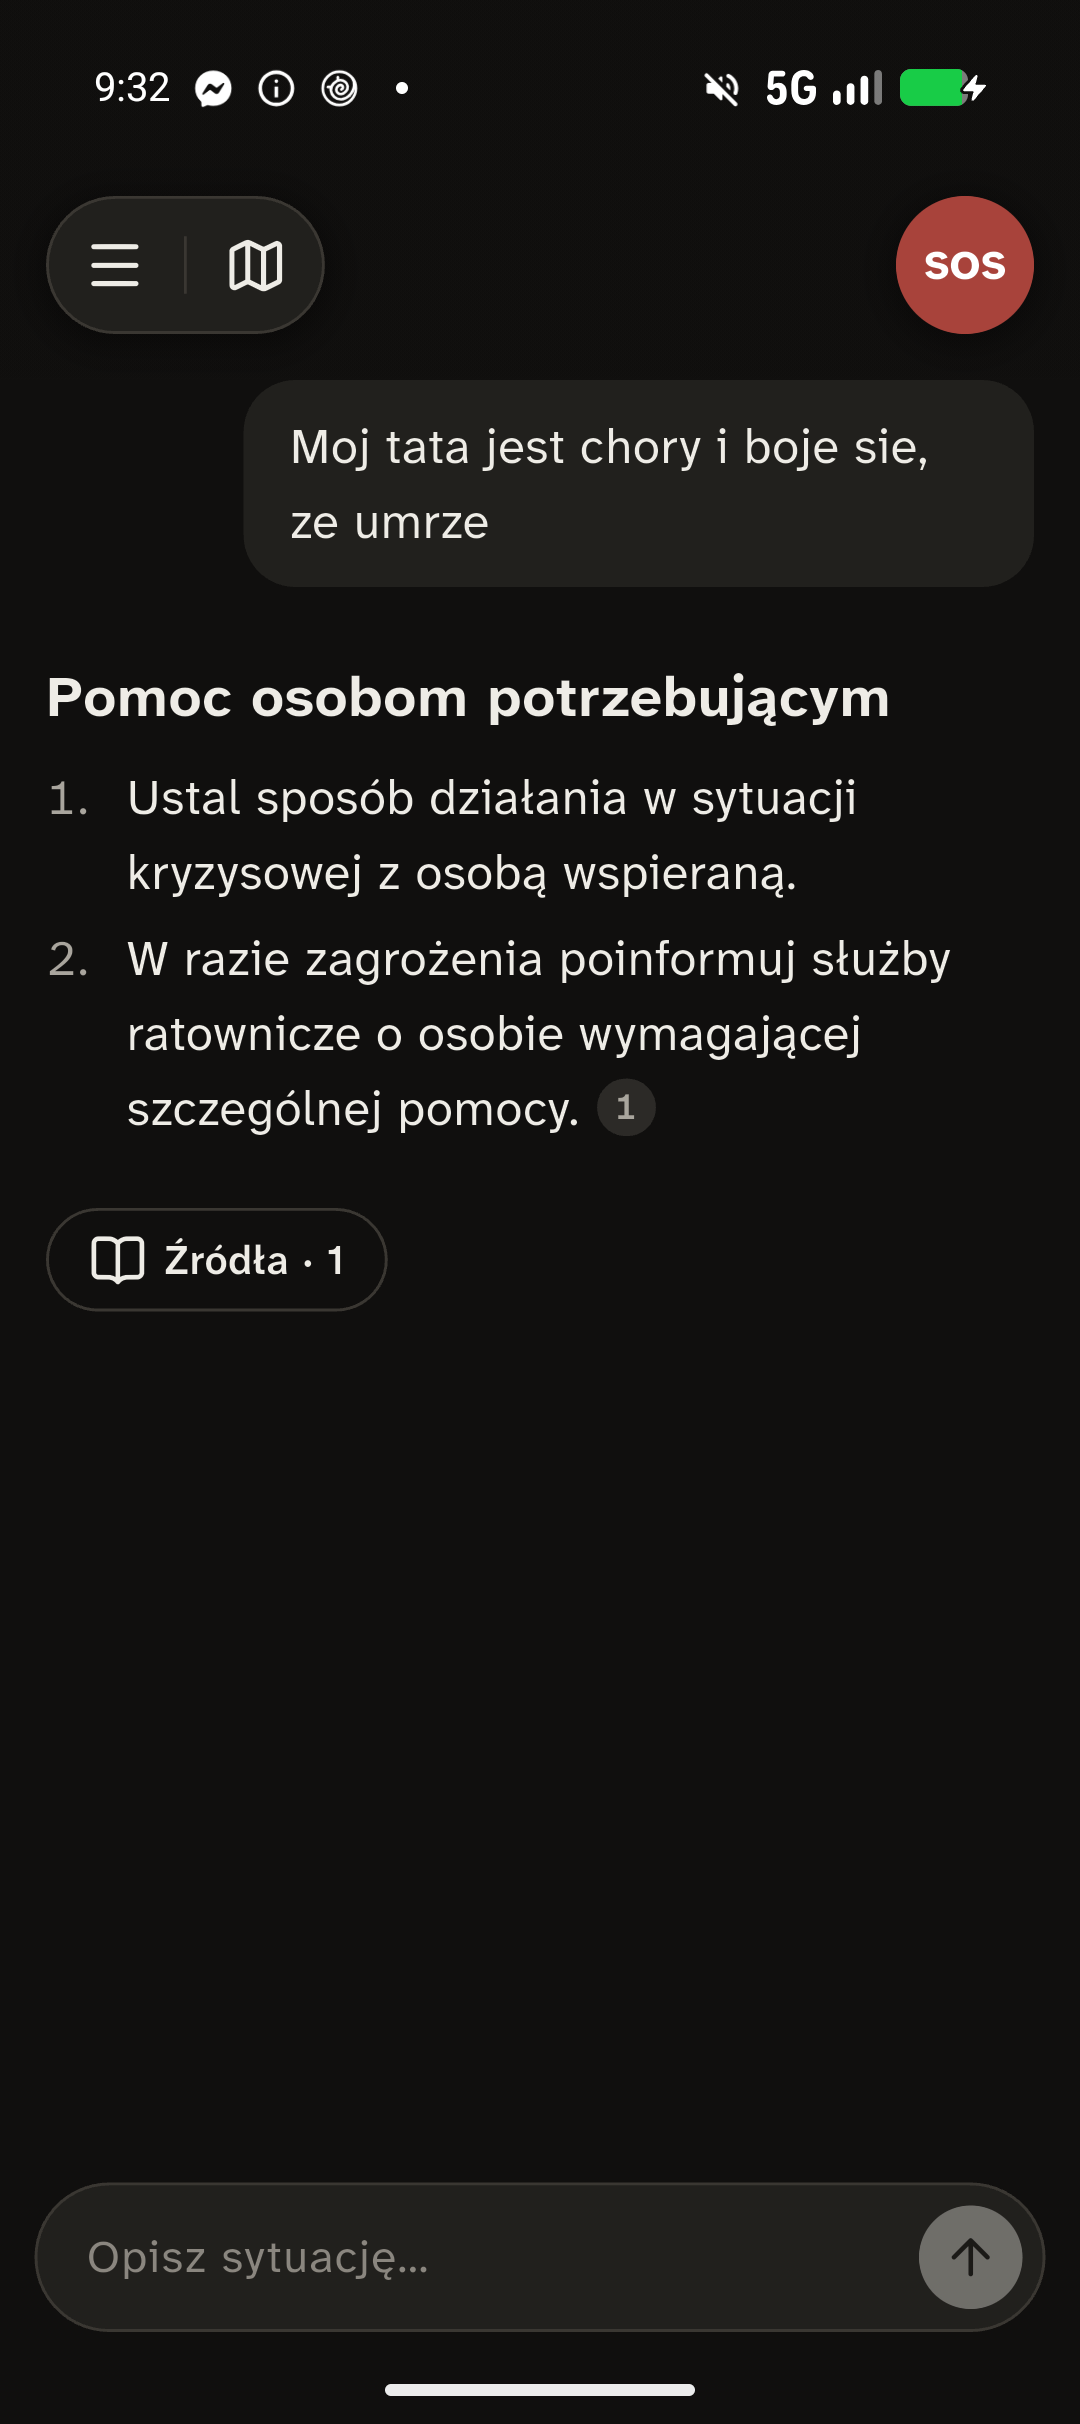 9:32
5G
SOS
Moj tata jest chory i boje sie,
ze umrze
Pomoc osobom potrzebującym
1. Ustal sposób działania w sytuacji
kryzysowej z osobą wspieraną.
2. W razie zagrożenia poinformuj służby
ratownicze o osobie wymagającej
szczególnej pomocy. 1
Źródła · 1
Opisz sytuację...